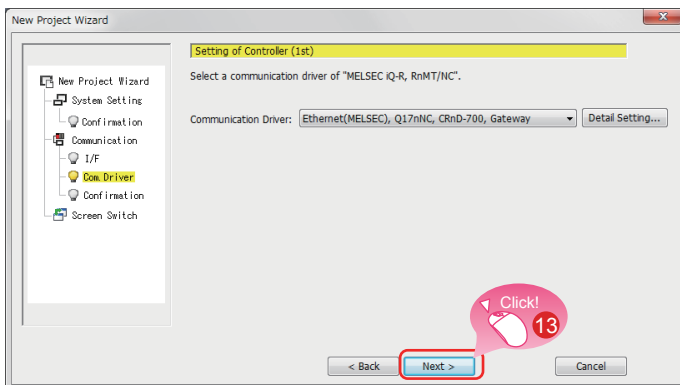 New Project Wizard
x
Setting of Controller (1st)
Select a communication driver of "MELSEC iQ-R, RnMT/NC".
New Project Wizard
System Setting
Confirmation
Communication
I/F
Com. Driver
Confirmation
Screen Switch
Communication Driver: Ethernet(MELSEC), Q17nNC, CRnD-700, Gateway Detail Setting...
Click!
13
< Back Next > Cancel